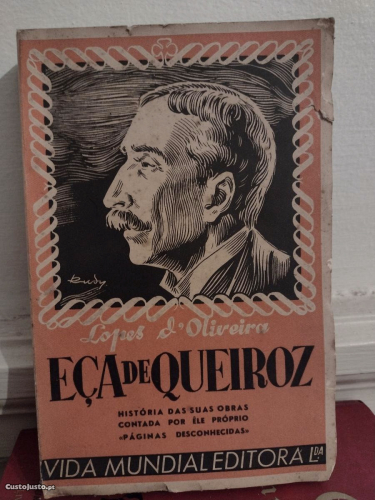 Rudy
Lopes d'Oliveira
EÇA DE QUEIROZ
HISTÓRIA DAS SUAS OBRAS
CONTADA POR ÊLE PRÓPRIO
«PÁGINAS DESCONHECIDAS»
VIDA MUNDIAL EDITORA LDA
CustoJusto.pt